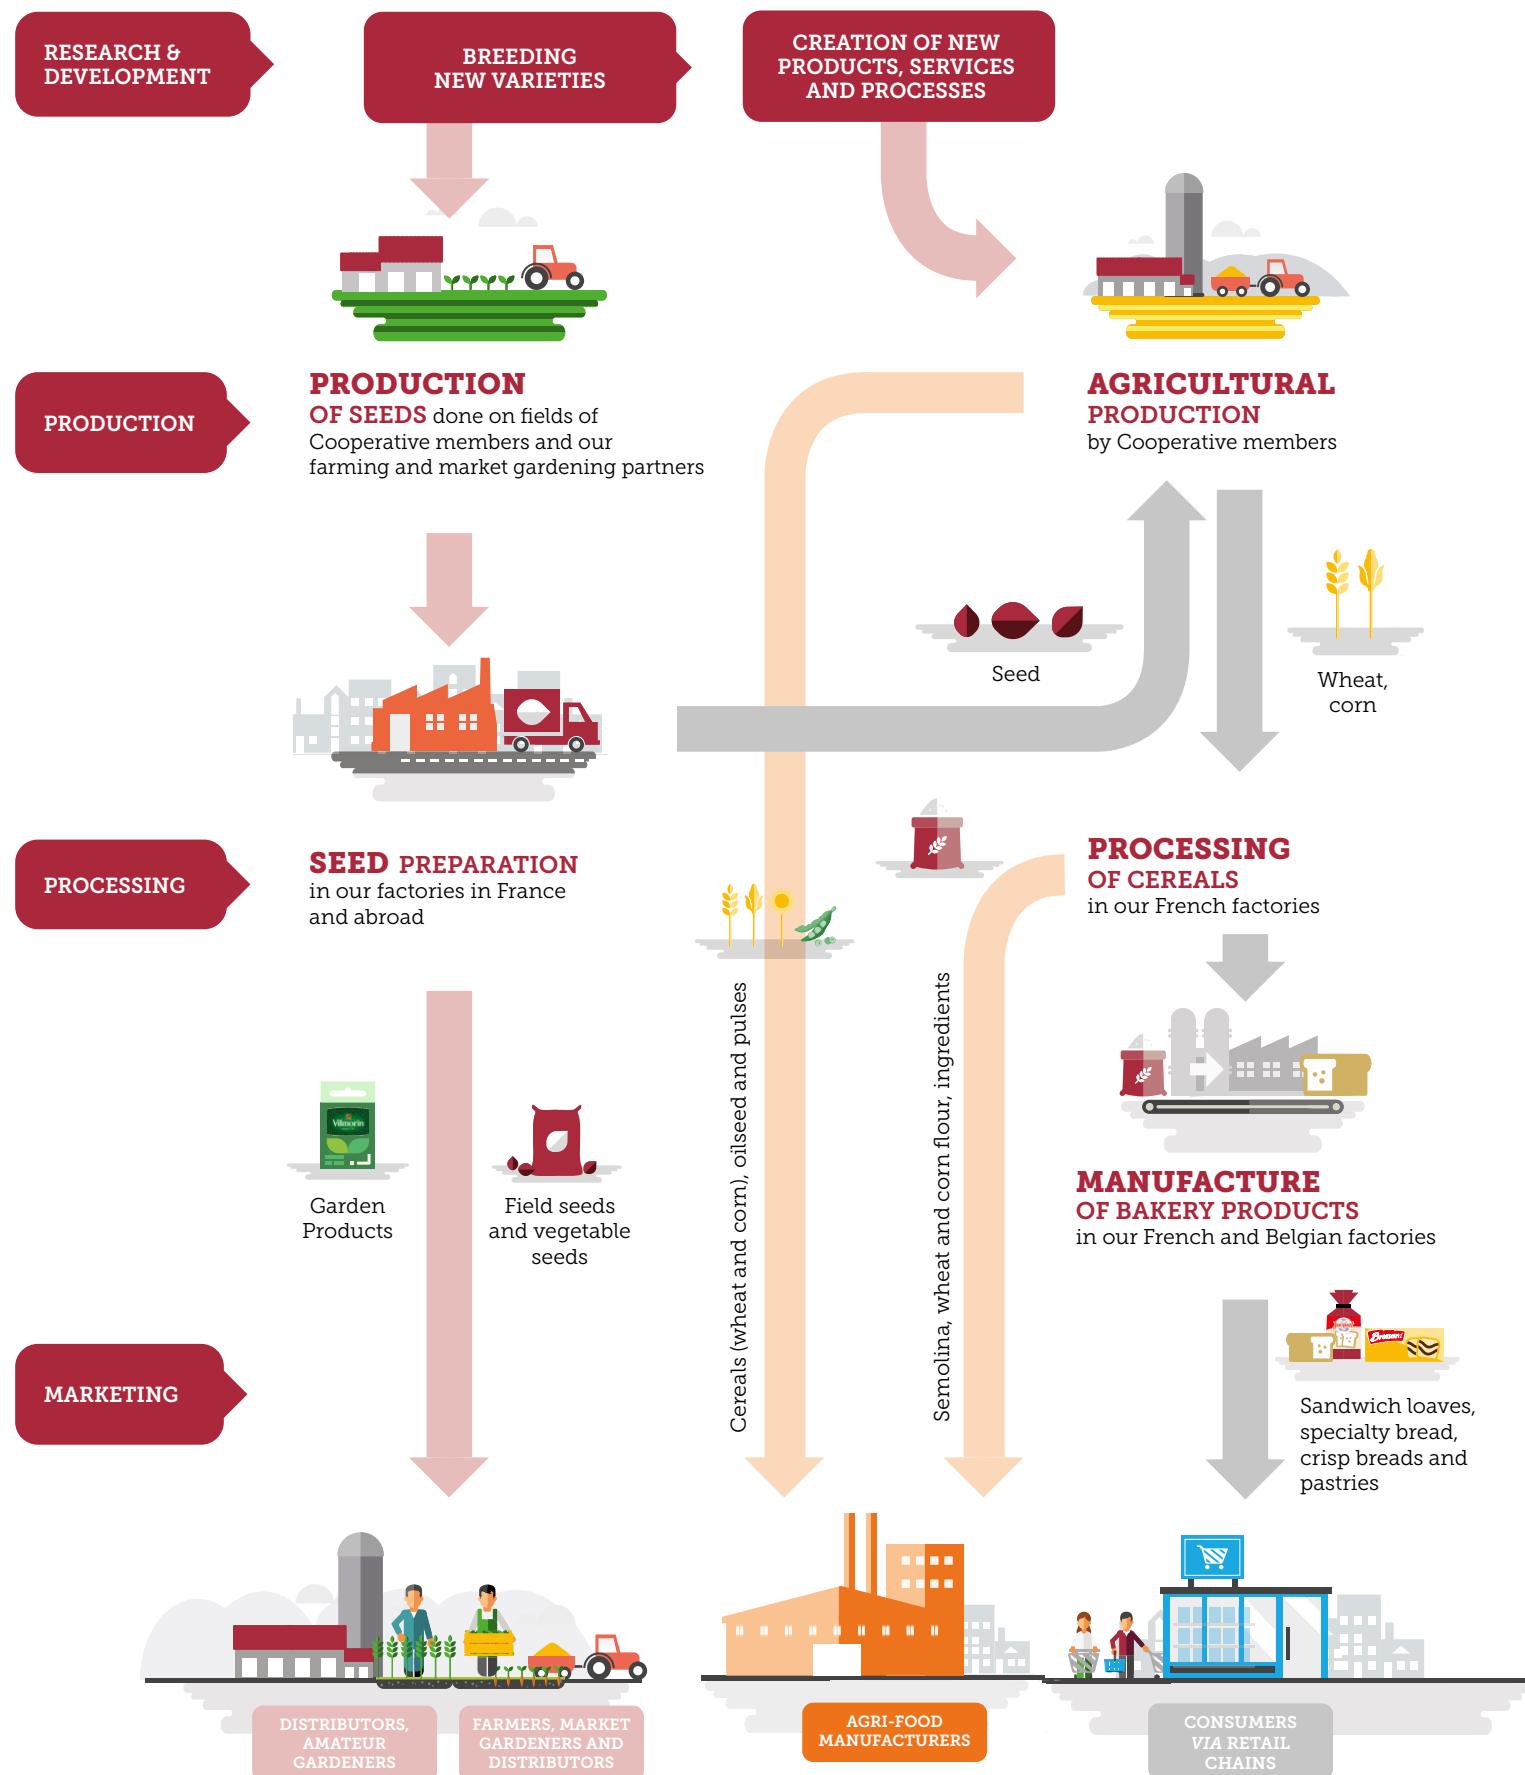 RESEARCH &
DEVELOPMENT
BREEDING
NEW VARIETIES
CREATION OF NEW
PRODUCTS, SERVICES
AND PROCESSES
PRODUCTION
PRODUCTION
OF SEEDS done on fields of
Cooperative members and our
farming and market gardening partners
AGRICULTURAL
PRODUCTION
by Cooperative members
Seed
Wheat,
corn
PROCESSING
SEED PREPARATION
in our factories in France
and abroad
PROCESSING
OF CEREALS
in our French factories
Cereals (wheat and corn), oilseed and pulses
Semolina, wheat and corn flour, ingredients
Vilmorin
Garden
Products
Field seeds
and vegetable
seeds
MANUFACTURE
OF BAKERY PRODUCTS
in our French and Belgian factories
MARKETING
Brossard
Sandwich loaves,
specialty bread,
crisp breads and
pastries
DISTRIBUTORS,
AMATEUR
GARDENERS
FARMERS, MARKET
GARDENERS AND
DISTRIBUTORS
AGRI-FOOD
MANUFACTURERS
CONSUMERS
VIA RETAIL
CHAINS